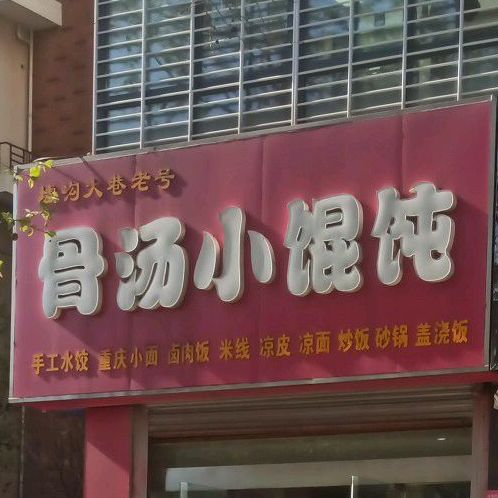 沟大巷老号
骨汤小馄饨
手工水饺 重庆小面 卤肉饭 米线 凉皮 凉面 炒饭 砂锅 盖浇饭